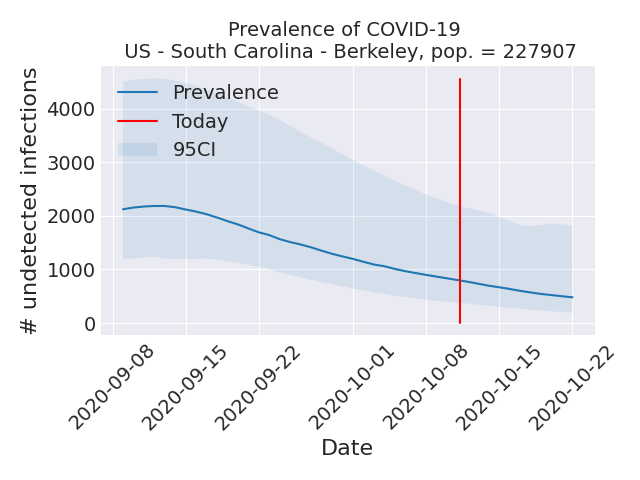 Prevalence of COVID-19
US - South Carolina - Berkeley, pop. = 227907
# undetected infections
4000
3000
2000
1000
0
Prevalence
Today
95CI
2020-09-08
2020-09-15
2020-09-22
2020-10-01
2020-10-08
2020-10-15
2020-10-22
Date